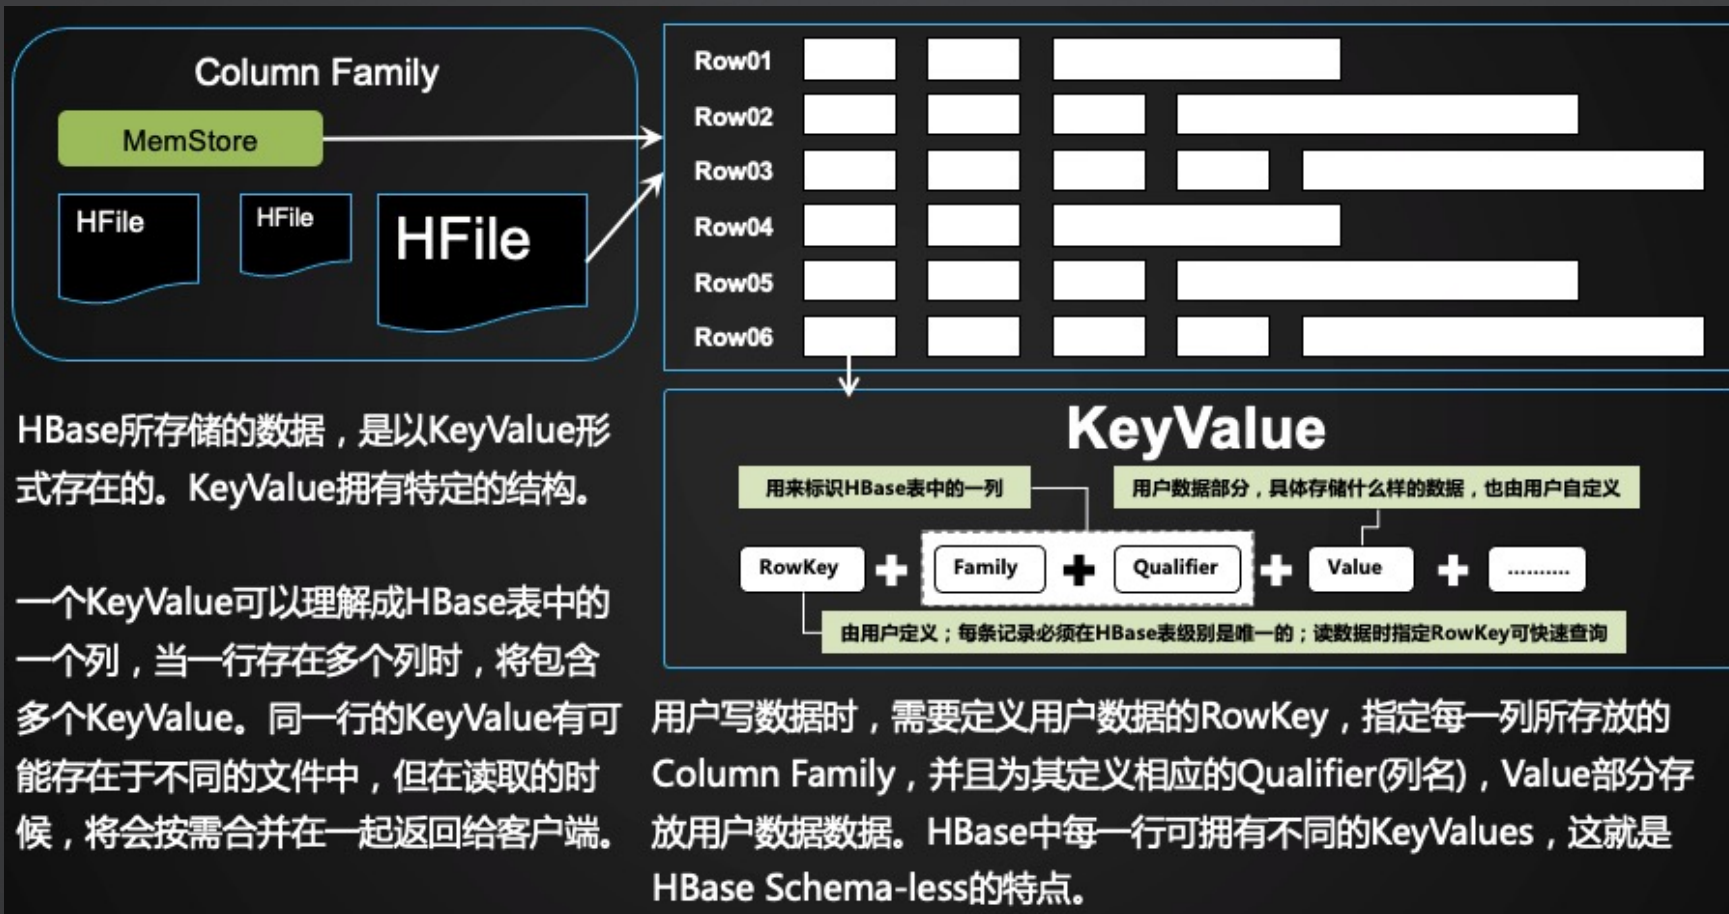 Column Family
MemStore
HFile
HFile
HFile
Row01
Row02
Row03
Row04
Row05
Row06
HBase所存储的数据，是以KeyValue形
式存在的。KeyValue拥有特定的结构。
一个KeyValue可以理解成HBase表中的
一个列，当一行存在多个列时，将包含
多个KeyValue。同一行的KeyValue有可
能存在于不同的文件中，但在读取的时
候，将会按需合并在一起返回给客户端。
KeyValue
用来标识HBase表中的一列
用户数据部分，具体存储什么样的数据，也由用户自定义
RowKey + Family + Qualifier + Value + ..........
由用户定义；每条记录必须在HBase表级别是唯一的；读数据时指定RowKey可快速查询
用户写数据时，需要定义用户数据的RowKey，指定每一列所存放的
Column Family，并且为其定义相应的Qualifier(列名)，Value部分存
放用户数据数据。HBase中每一行可拥有不同的KeyValues，这就是
HBase Schema-less的特点。